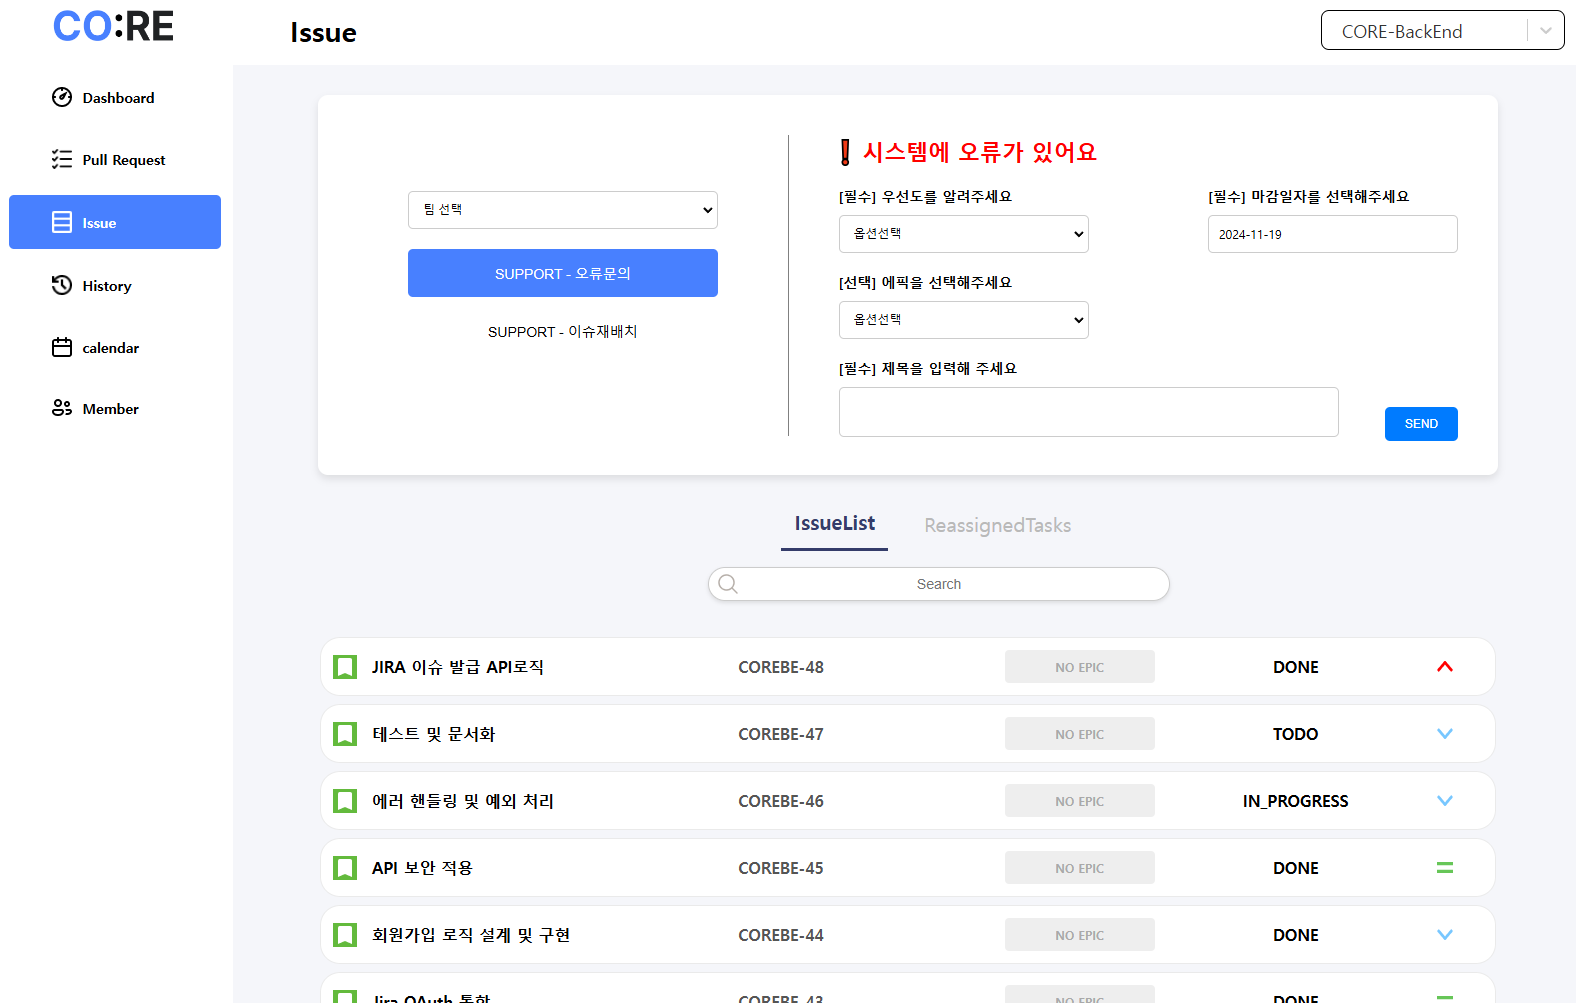 CO:RE
Issue
CORE-BackEnd
Dashboard
Pull Request
Issue
History
calendar
Member
팀 선택
SUPPORT - 오류문의
SUPPORT - 이슈재배치
❗ 시스템에 오류가 있어요
[필수] 우선도를 알려주세요
[필수] 마감일자를 선택해주세요
옵션선택
2024-11-19
[선택] 에픽을 선택해주세요
옵션선택
[필수] 제목을 입력해 주세요
SEND
IssueList
ReassignedTasks
Search
JIRA 이슈 발급 API로직 COREBE-48 NO EPIC DONE
테스트 및 문서화 COREBE-47 NO EPIC TODO
에러 핸들링 및 예외 처리 COREBE-46 NO EPIC IN_PROGRESS
API 보안 적용 COREBE-45 NO EPIC DONE
회원가입 로직 설계 및 구현 COREBE-44 NO EPIC DONE
Jira OAuth 통합 COREBE-43 NO EPIC DONE